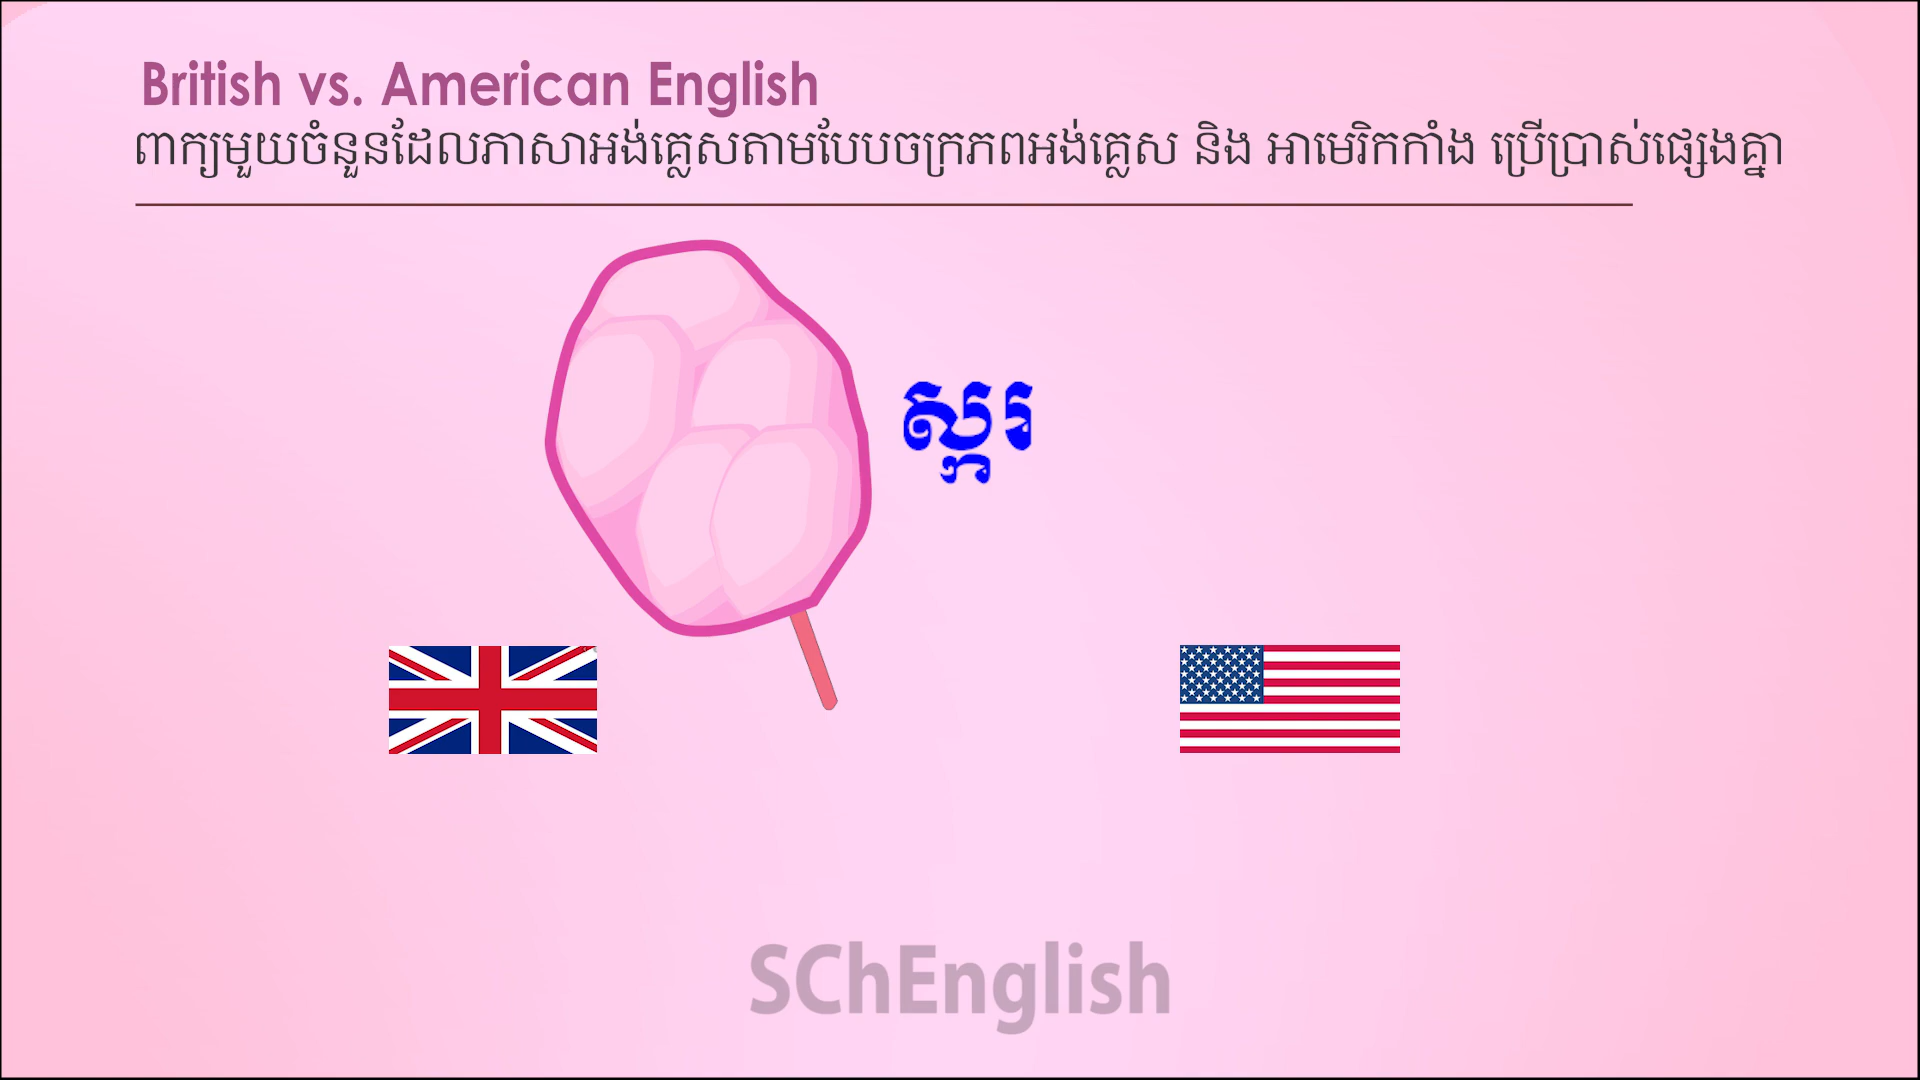 British vs. American English
ពាក្យមួយចំនួនដែលភាសាអង់គ្លេសតាមបែបចក្រភពអង់គ្លេស និង អាមេរិកកាំង ប្រើប្រាស់ផ្សេងគ្នា
ស្ករ
SChEnglish